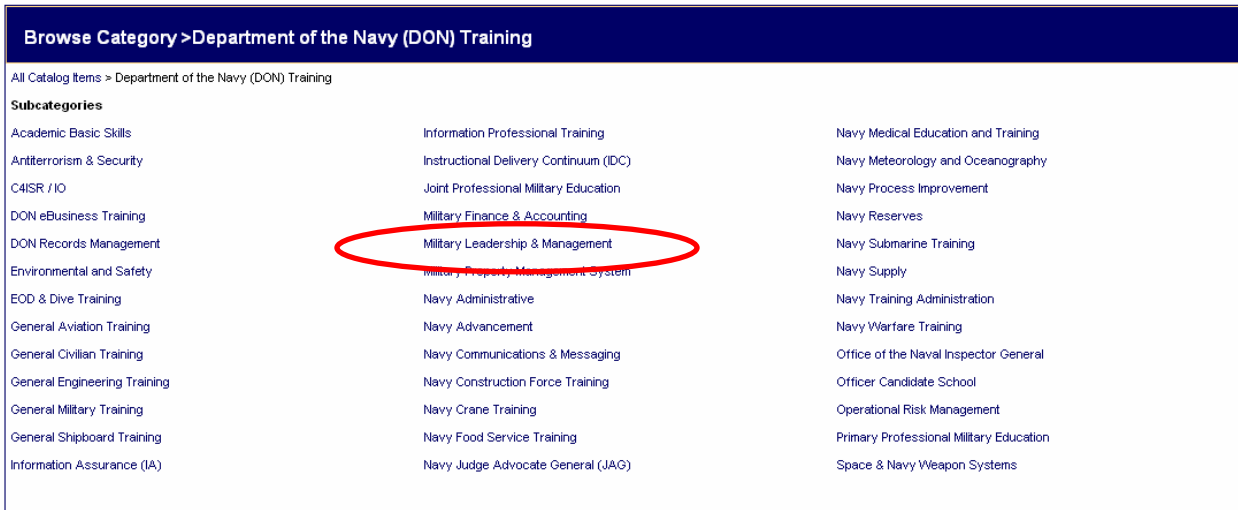 Browse Category >Department of the Navy (DON) Training
All Catalog Items > Department of the Navy (DON) Training
Subcategories
Academic Basic Skills
Antiterrorism & Security
C4ISR / IO
DON eBusiness Training
DON Records Management
Environmental and Safety
EOD & Dive Training
General Aviation Training
General Civilian Training
General Engineering Training
General Military Training
General Shipboard Training
Information Assurance (IA)
Information Professional Training
Instructional Delivery Continuum (IDC)
Joint Professional Military Education
Military Finance & Accounting
Military Leadership & Management
Military Property Management System
Navy Administrative
Navy Advancement
Navy Communications & Messaging
Navy Construction Force Training
Navy Crane Training
Navy Food Service Training
Navy Judge Advocate General (JAG)
Navy Medical Education and Training
Navy Meteorology and Oceanography
Navy Process Improvement
Navy Reserves
Navy Submarine Training
Navy Supply
Navy Training Administration
Navy Warfare Training
Office of the Naval Inspector General
Officer Candidate School
Operational Risk Management
Primary Professional Military Education
Space & Navy Weapon Systems